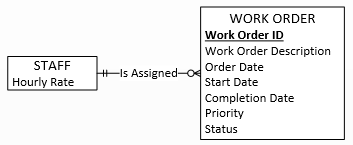 STAFF
Hourly Rate
Is Assigned
WORK ORDER
Work Order ID
Work Order Description
Order Date
Start Date
Completion Date
Priority
Status